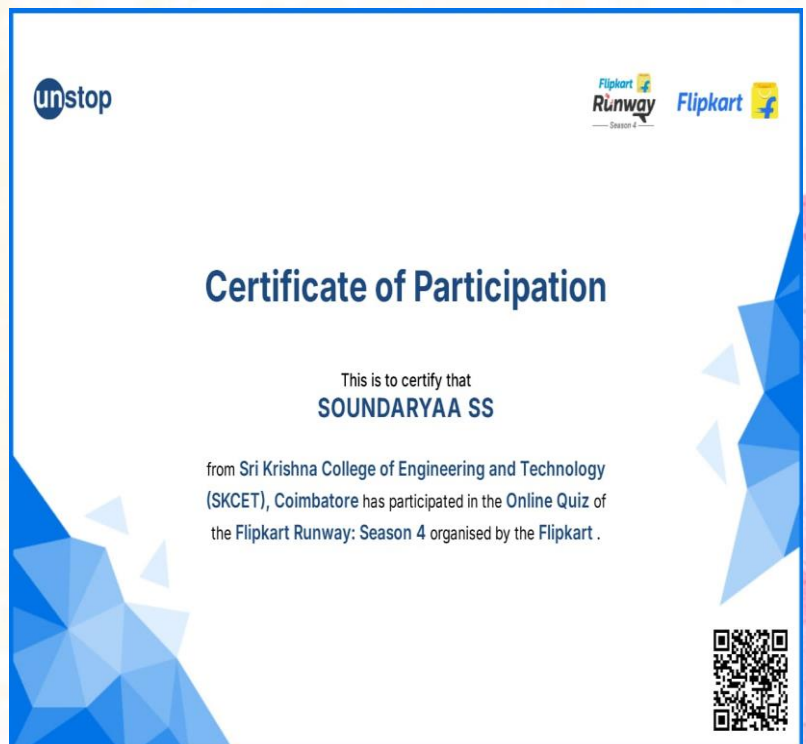 unstop
Flipkart
Runway
Season 4
Flipkart
Certificate of Participation
This is to certify that
SOUNDARYAA SS
from Sri Krishna College of Engineering and Technology
(SKCET), Coimbatore has participated in the Online Quiz of
the Flipkart Runway: Season 4 organised by the Flipkart .